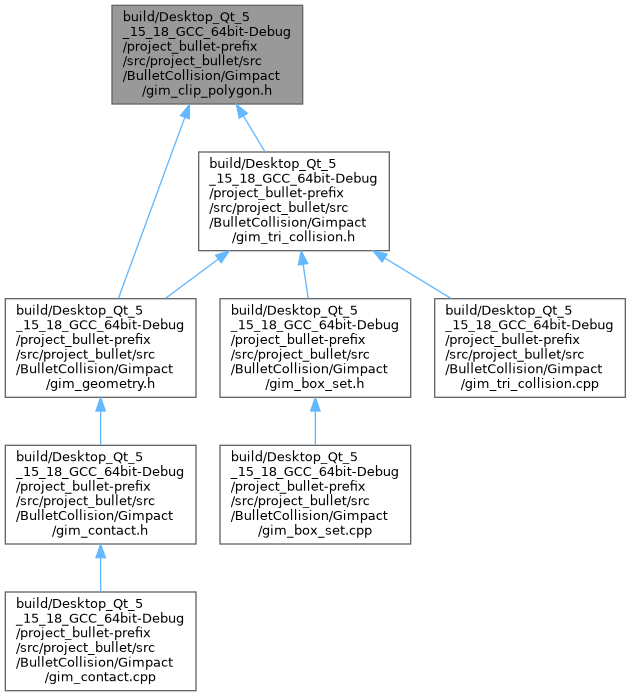 build/Desktop_Qt_5
_15_18_GCC_64bit-Debug
/project_bullet-prefix
/src/project_bullet/src
/BulletCollision/Gimpact
/gim_clip_polygon.h
build/Desktop_Qt_5
_15_18_GCC_64bit-Debug
/project_bullet-prefix
/src/project_bullet/src
/BulletCollision/Gimpact
/gim_tri_collision.h
build/Desktop_Qt_5
_15_18_GCC_64bit-Debug
/project_bullet-prefix
/src/project_bullet/src
/BulletCollision/Gimpact
/gim_geometry.h
build/Desktop_Qt_5
_15_18_GCC_64bit-Debug
/project_bullet-prefix
/src/project_bullet/src
/BulletCollision/Gimpact
/gim_box_set.h
build/Desktop_Qt_5
_15_18_GCC_64bit-Debug
/project_bullet-prefix
/src/project_bullet/src
/BulletCollision/Gimpact
/gim_tri_collision.cpp
build/Desktop_Qt_5
_15_18_GCC_64bit-Debug
/project_bullet-prefix
/src/project_bullet/src
/BulletCollision/Gimpact
/gim_contact.h
build/Desktop_Qt_5
_15_18_GCC_64bit-Debug
/project_bullet-prefix
/src/project_bullet/src
/BulletCollision/Gimpact
/gim_box_set.cpp
build/Desktop_Qt_5
_15_18_GCC_64bit-Debug
/project_bullet-prefix
/src/project_bullet/src
/BulletCollision/Gimpact
/gim_contact.cpp